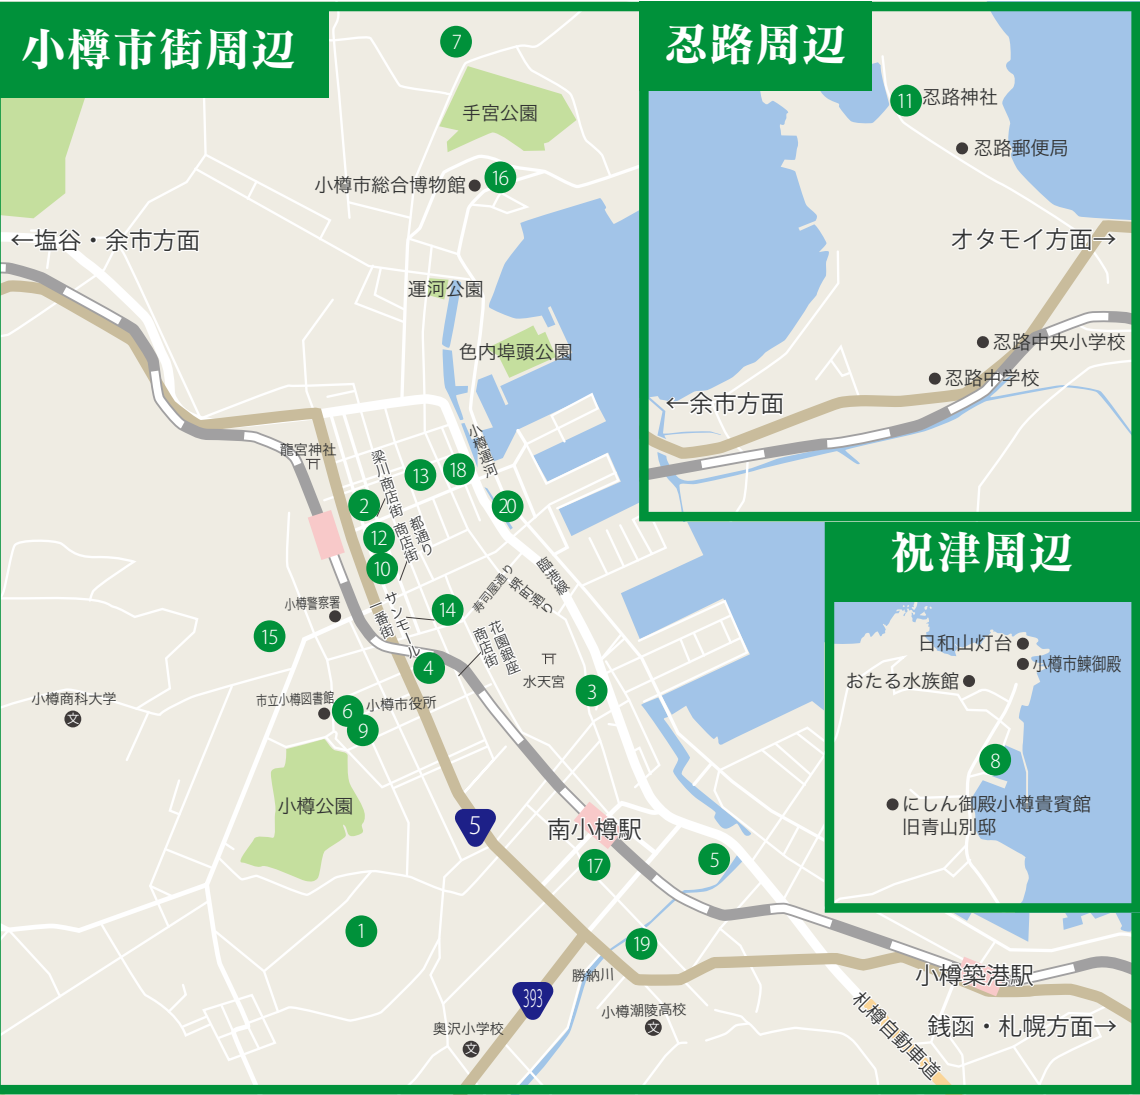 小樽市街周辺
7
手宮公園
小樽市総合博物館
16
←塩谷・余市方面
運河公園
色内埠頭公園
龍宮神社
梁川商店街
小樽運河
13
18
2
20
12
都通り
商店街
10
臨港線
堺町通り
寿司屋通り
サンモール
一番街
14
小樽警察署
15
花園銀座
商店街
4
水天宮
3
小樽商科大学
文
市立小樽図書館
6
小樽市役所
9
小樽公園
5
南小樽駅
17
5
1
19
勝納川
393
奥沢小学校
文
小樽潮陵高校
文
小樽築港駅
銭函・札幌方面→
札樽自動車道
忍路周辺
11
忍路神社
忍路郵便局
オタモイ方面→
忍路中央小学校
忍路中学校
←余市方面
祝津周辺
日和山灯台
小樽市鰊御殿
おたる水族館
8
にしん御殿小樽貴賓館
旧青山別邸